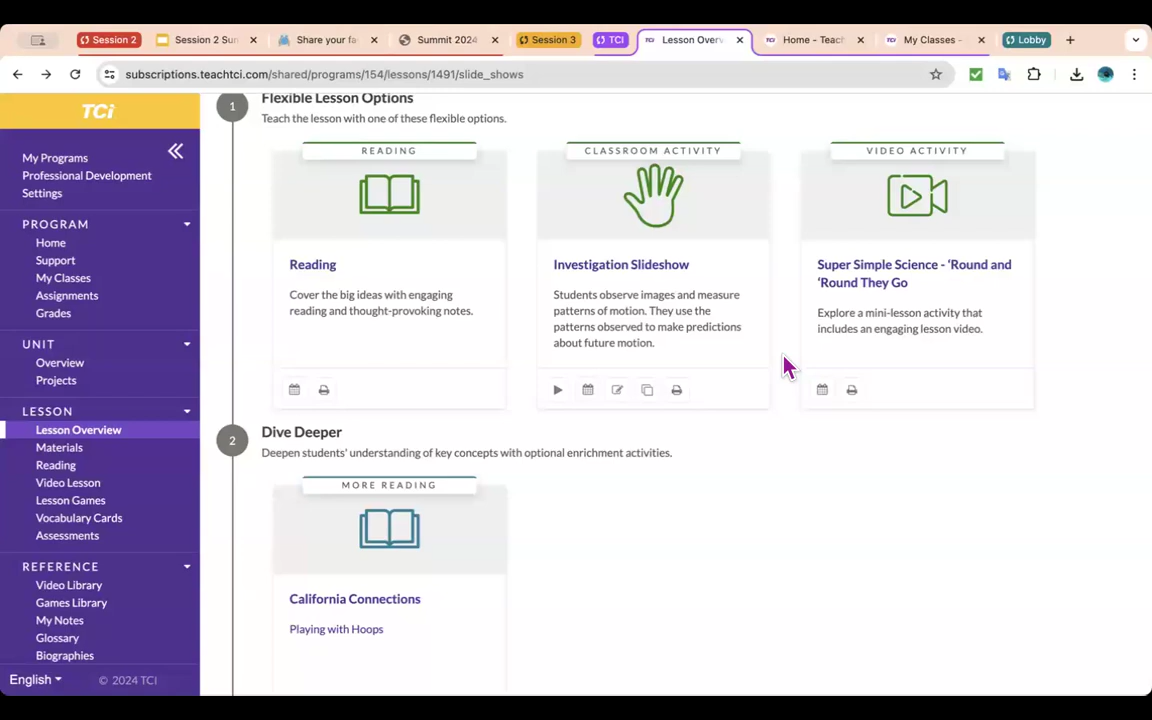 Session 2
Session 2 Sun
Share your fa
Summit 2024
Session 3
TCI
Lesson Over
Home - Teac
My Classes -
Lobby
subscriptions.teachtci.com/shared/programs/154/lessons/1491/slide_shows
TCi
My Programs
Professional Development
Settings
PROGRAM
Home
Support
My Classes
Assignments
Grades
UNIT
Overview
Projects
LESSON
Lesson Overview
Materials
Reading
Video Lesson
Lesson Games
Vocabulary Cards
Assessments
REFERENCE
Video Library
Games Library
My Notes
Glossary
Biographies
English
© 2024 TCI
1
Flexible Lesson Options
Teach the lesson with one of these flexible options.
READING
Reading
Cover the big ideas with engaging
reading and thought-provoking notes.
CLASSROOM ACTIVITY
Investigation Slideshow
Students observe images and measure
patterns of motion. They use the
patterns observed to make predictions
about future motion.
VIDEO ACTIVITY
Super Simple Science - ‘Round and
‘Round They Go
Explore a mini-lesson activity that
includes an engaging lesson video.
2
Dive Deeper
Deepen students' understanding of key concepts with optional enrichment activities.
MORE READING
California Connections
Playing with Hoops